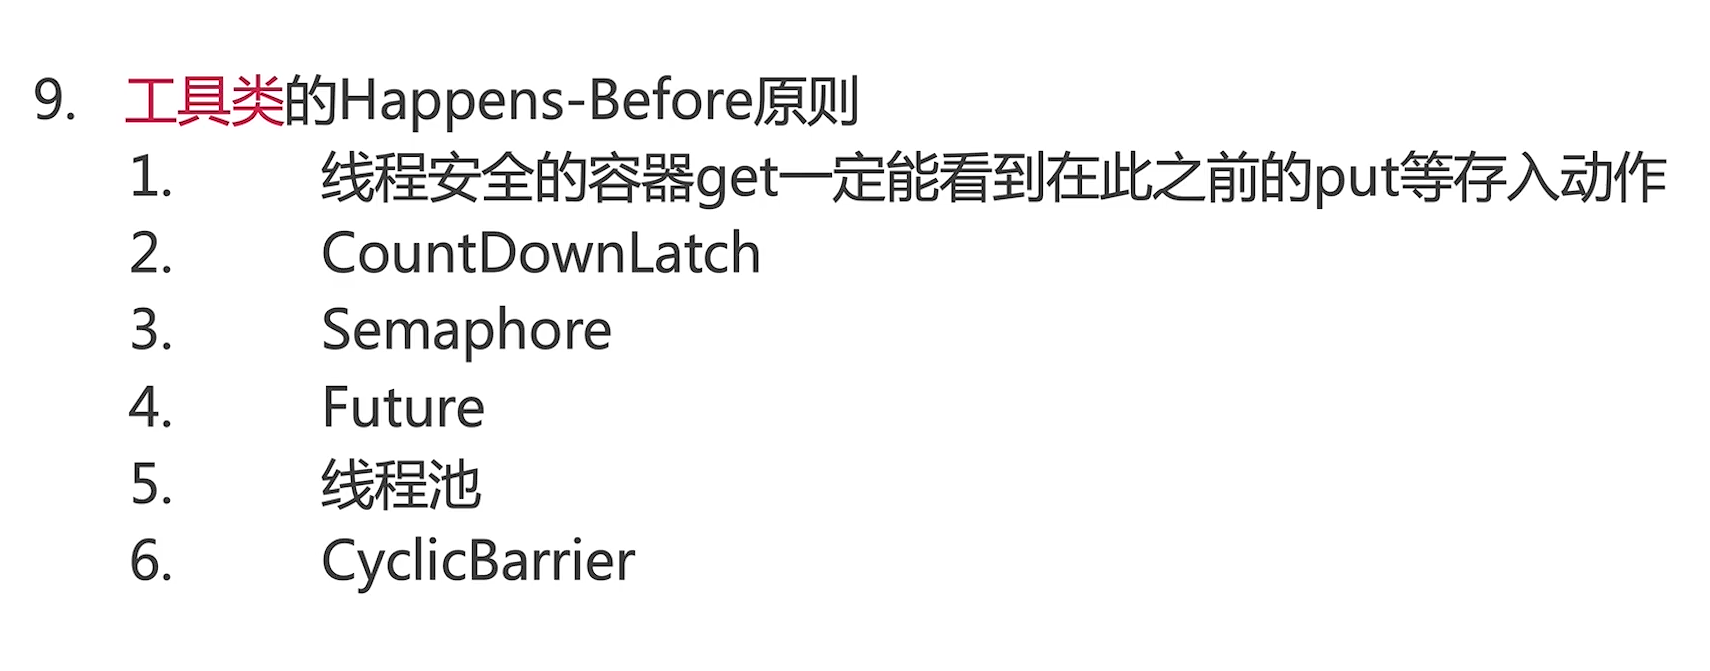 9. 工具类的Happens-Before原则
1. 线程安全的容器get一定能看到在此之前的put等存入动作
2. CountDownLatch
3. Semaphore
4. Future
5. 线程池
6. CyclicBarrier